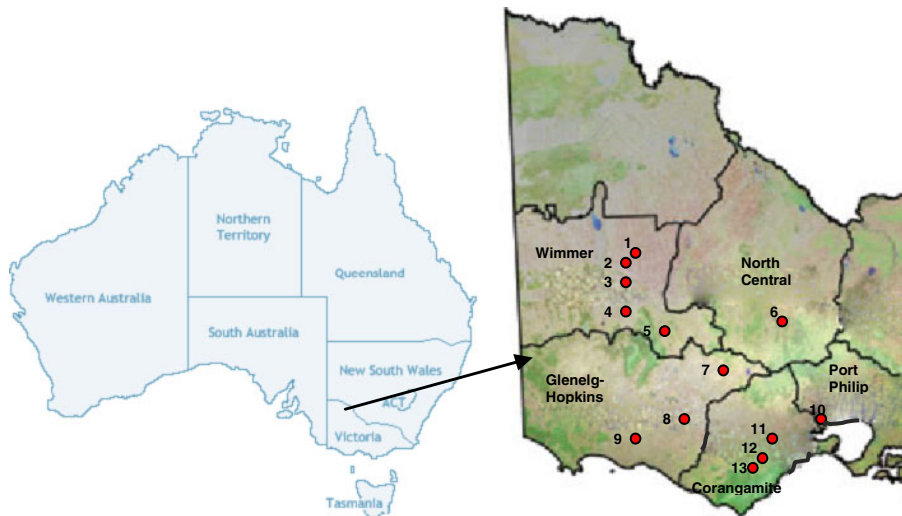 Northern
Territory
Western Australia
Queensland
South Australia
New South Wales
ACT
Victoria
Tasmania
Wimmer
1
2
3
4
5
North
Central
6
7
Glenelg-
Hopkins
8
9
Port
Philip
10
11
12
13
Corangamite